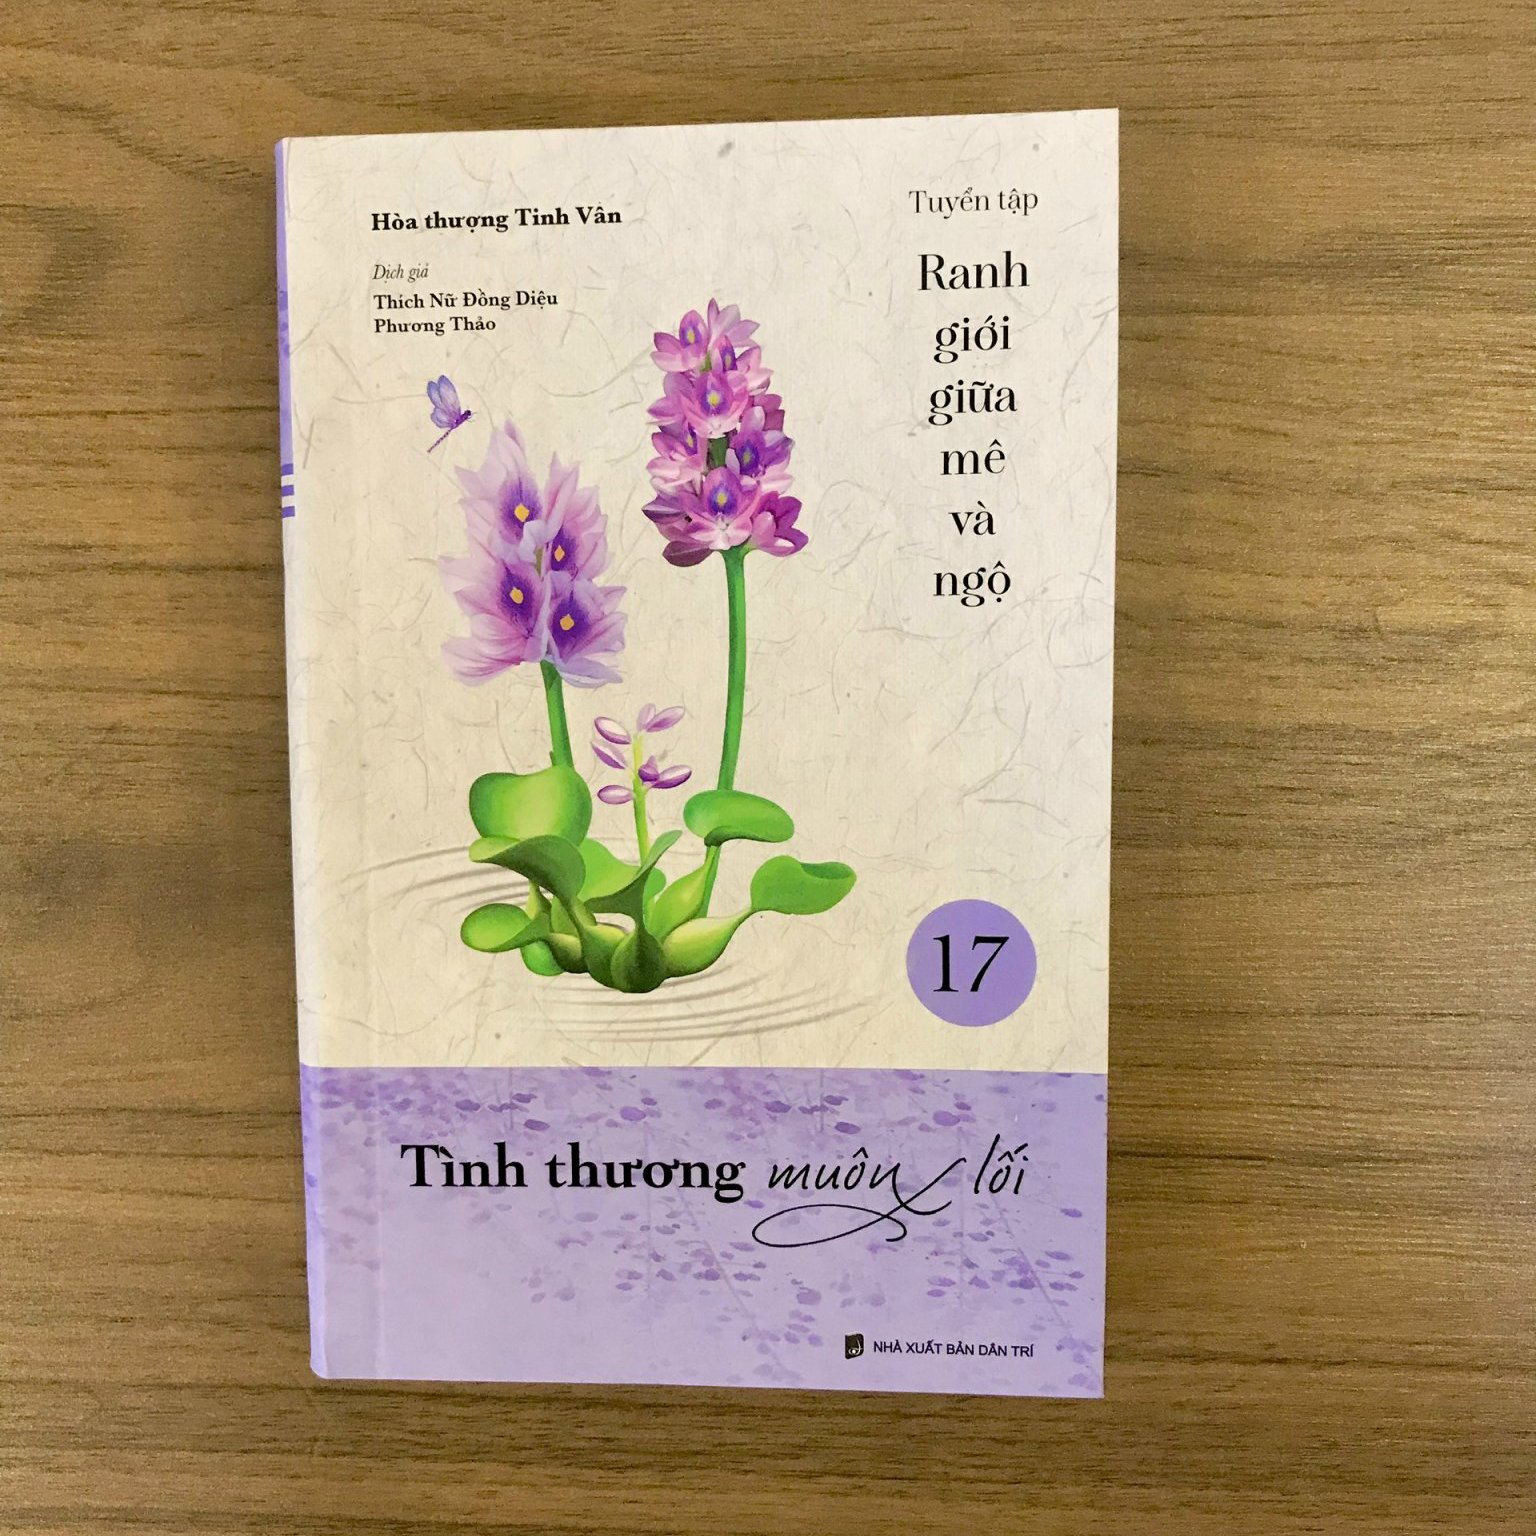 Hòa thượng Tinh Vân
Dịch giả
Thích Nữ Đồng Diệu
Phương Thảo
Tuyển tập
Ranh
giới
giữa
mê
và
ngộ
17
Tình thương muôn lối
NHÀ XUẤT BẢN DÂN TRÍ